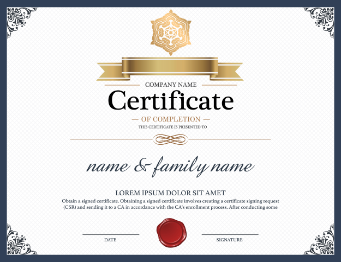 COMPANY NAME
Certificate
OF COMPLETION
THIS CERTIFICATE IS PRESENTED TO
name & family name
LOREM IPSUM DOLOR SIT AMET
Obtain a signed certificate. Obtaining a signed certificate involves creating a certificate signing request
(CSR) and sending it to a CA in accordance with the CA's enrollment process. After conducting some
DATE
SIGNATURE